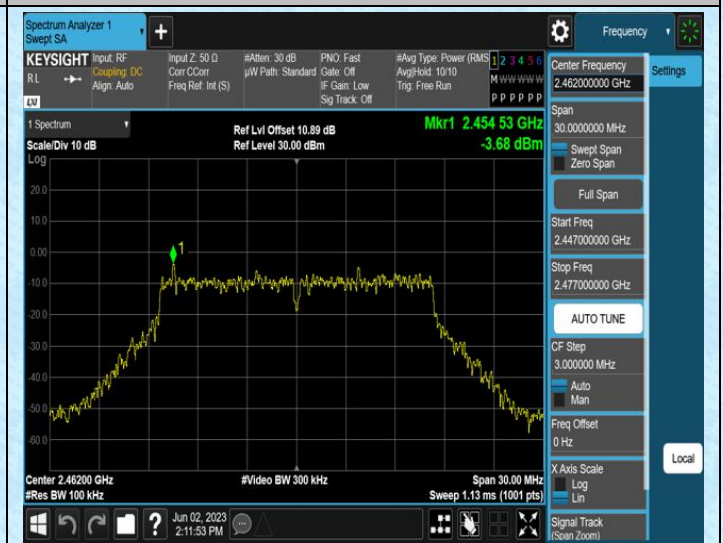 Spectrum Analyzer 1
Swept SA
Frequency
KEYSIGHT
RL
LXI
Input: RF
Coupling: DC
Align: Auto
Input Z: 50 Ω
Corr CCorr
Freq Ref: Int (S)
#Atten: 30 dB
µW Path: Standard
PNO: Fast
Gate: Off
IF Gain: Low
Sig Track: Off
#Avg Type: Power (RMS
Avg|Hold: 10/10
Trig: Free Run
1 2 3 4 5 6
M W W W W W
P P P P P P
1 Spectrum
Scale/Div 10 dB
Log
Ref Lvl Offset 10.89 dB
Ref Level 30.00 dBm
Mkr1 2.454 53 GHz
-3.68 dBm
20.0
10.0
0.00
-10.0
-20.0
-30.0
-40.0
-50.0
-60.0
1
Center 2.46200 GHz
#Res BW 100 kHz
#Video BW 300 kHz
Span 30.00 MHz
Sweep 1.13 ms (1001 pts)
Jun 02, 2023
2:11:53 PM
Center Frequency
2.462000000 GHz
Settings
Span
30.0000000 MHz
Swept Span
Zero Span
Full Span
Start Freq
2.447000000 GHz
Stop Freq
2.477000000 GHz
AUTO TUNE
CF Step
3.000000 MHz
Auto
Man
Freq Offset
0 Hz
X Axis Scale
Log
Lin
Local
Signal Track
(Span Zoom)